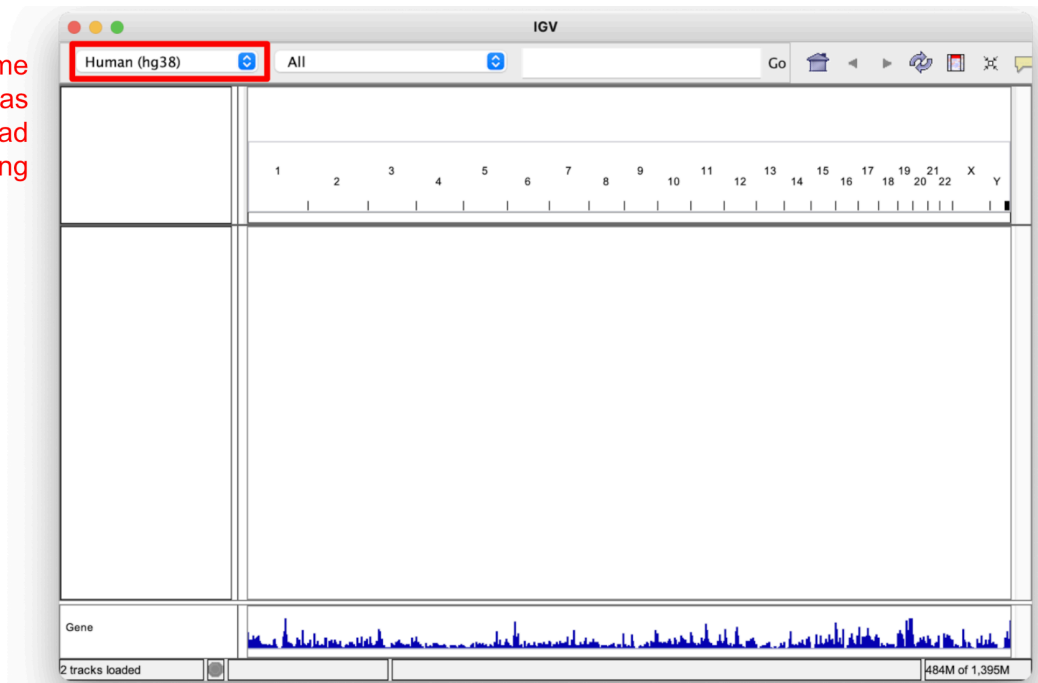 IGV
Human (hg38) All Go
me
as
ad
ng
1 2 3 4 5 6 7 8 9 10 11 12 13 14 15 16 17 18 19 20 21 22 X Y
Gene
2 tracks loaded 484M of 1,395M